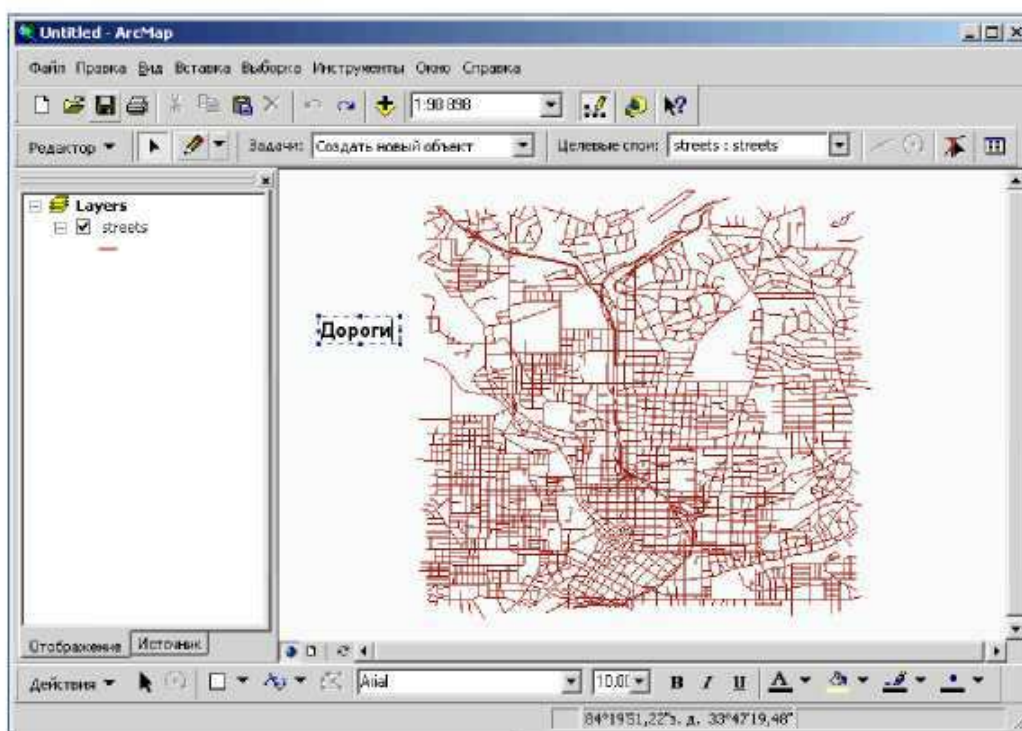 Untitled - ArcMap
Файл Правка Вид Вставка Выборка Инструменты Окно Справка
1:98 898
Редактор Задачи: Создать новый объект Целевые слои: streets : streets
Layers
streets
Дороги
Отображение Источник
Действия Arial 10,00 B I U A
84°19'51,22"з. д. 33°47'19,48"